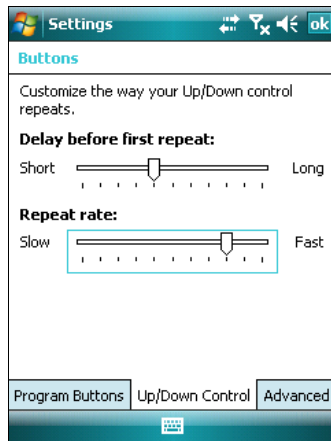 Settings ok
Buttons
Customize the way your Up/Down control
repeats.
Delay before first repeat:
Short Long
Repeat rate:
Slow Fast
Program Buttons Up/Down Control Advanced